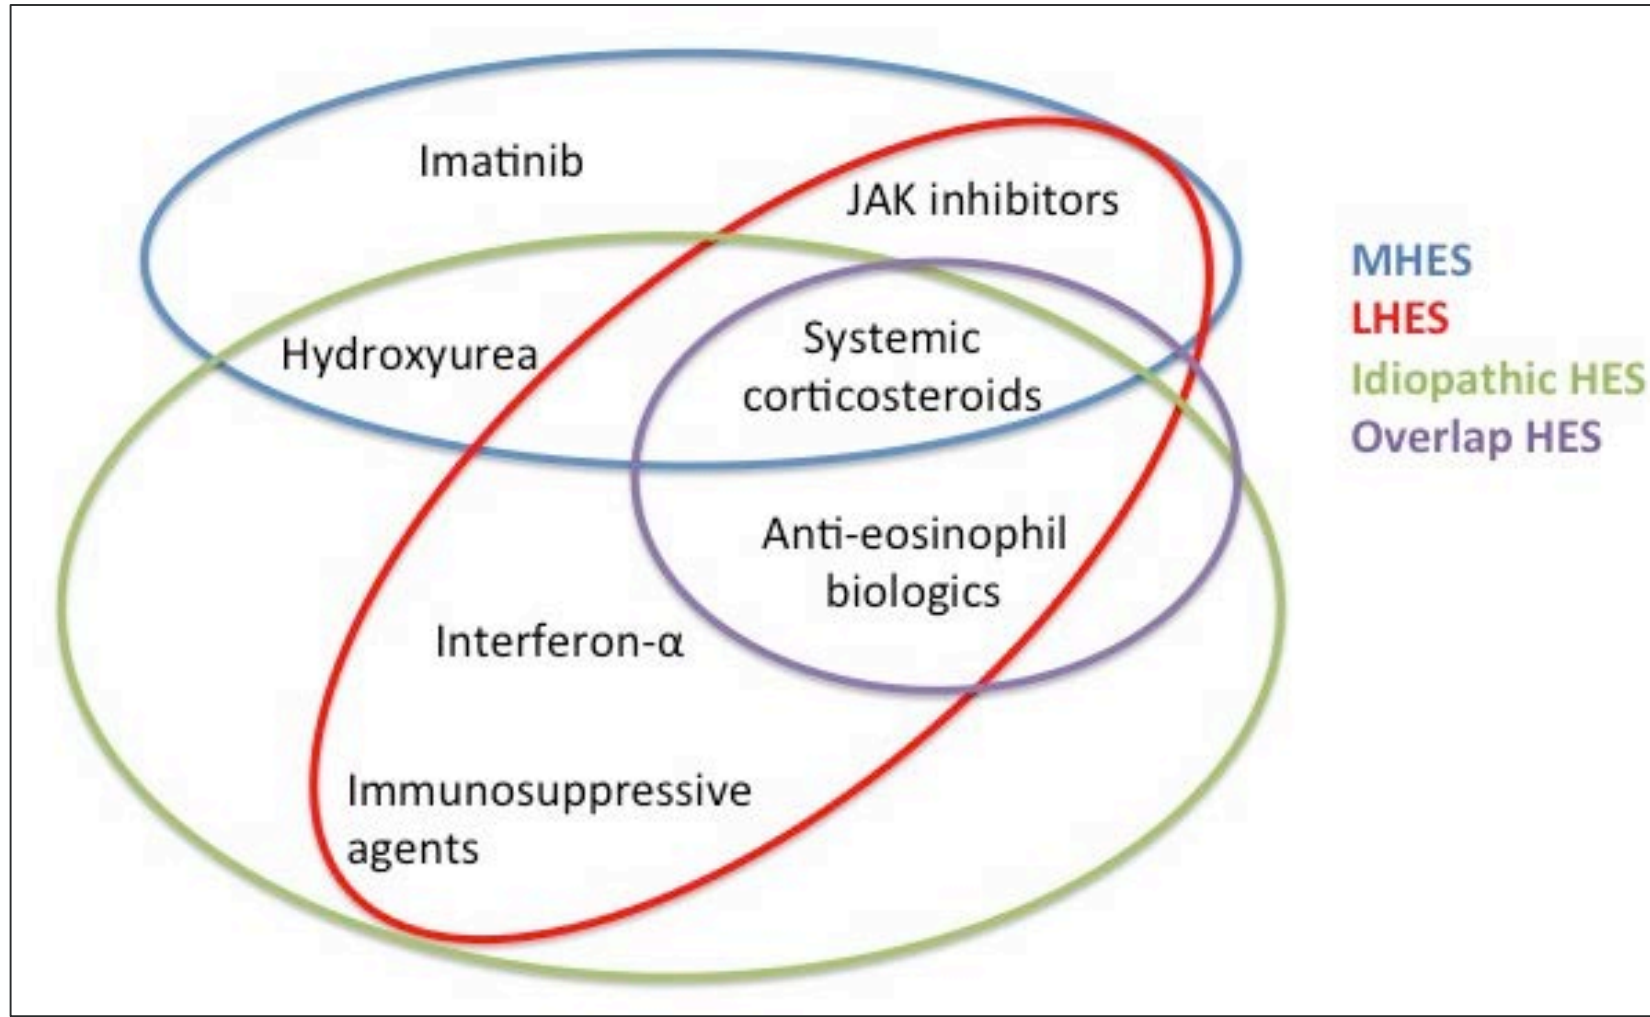 Imatinib
JAK inhibitors
Hydroxyurea
Systemic
corticosteroids
Anti-eosinophil
biologics
Interferon-α
Immunosuppressive
agents
MHES
LHES
Idiopathic HES
Overlap HES